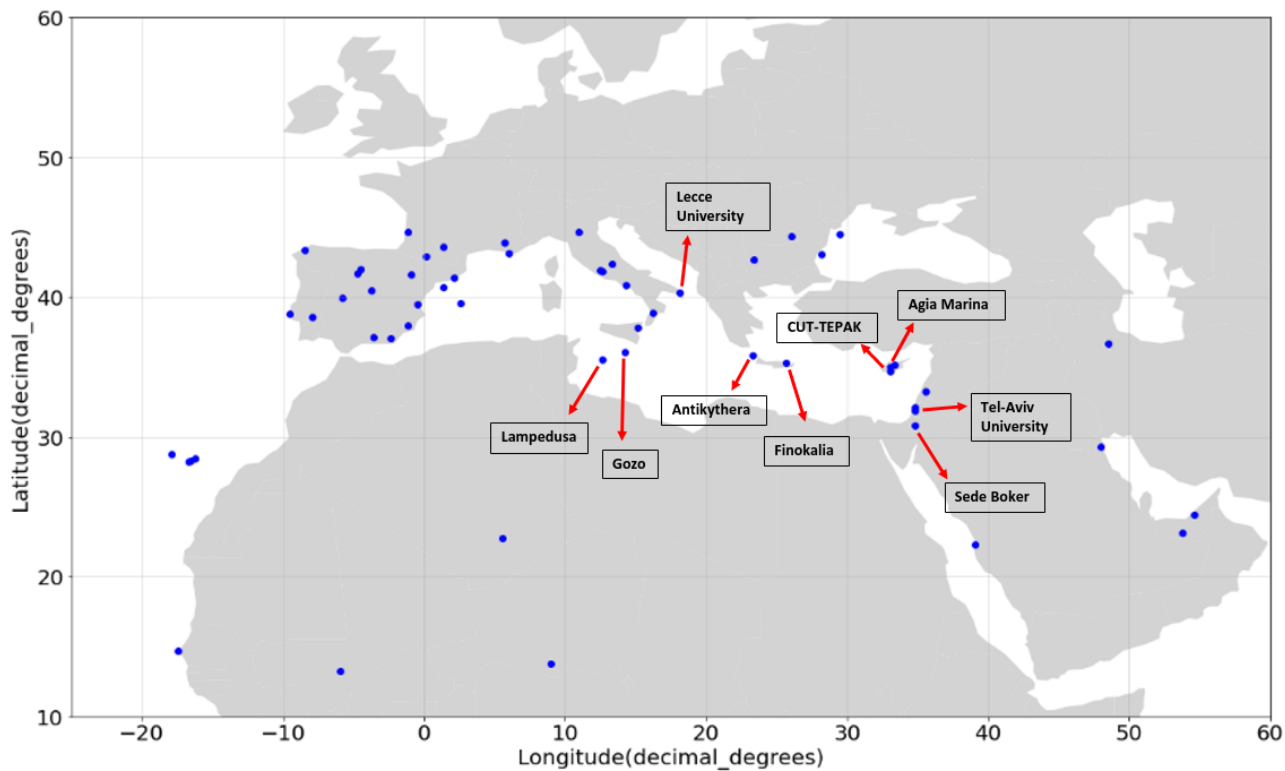 60
50
40
30
20
10
Latitude(decimal_degrees)
Lecce
University
Agia Marina
CUT-TEPAK
Antikythera
Tel-Aviv
University
Lampedusa
Finokalia
Gozo
Sede Boker
−20
−10
0
10
20
30
40
50
60
Longitude(decimal_degrees)